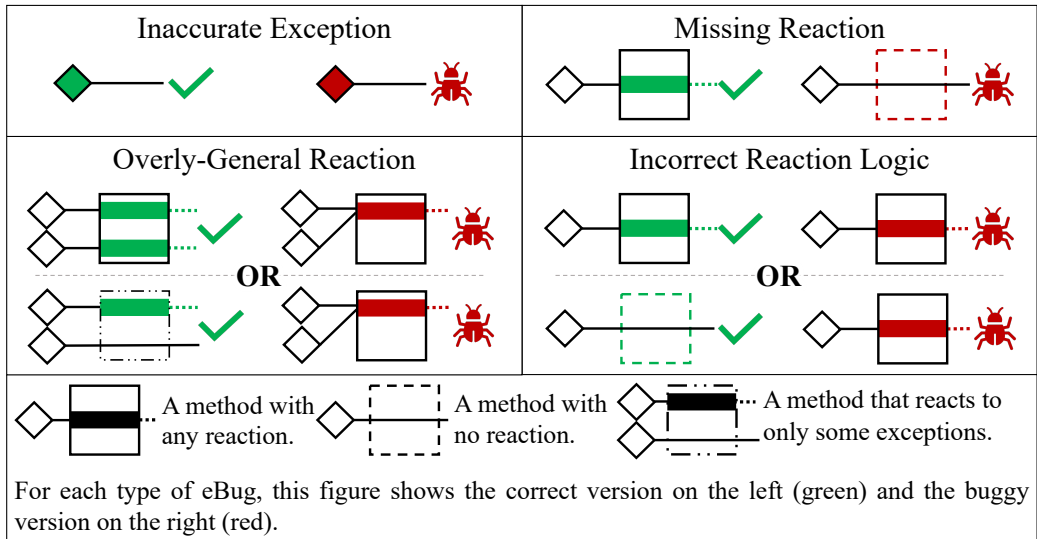 Inaccurate Exception
Missing Reaction
Overly-General Reaction
OR
Incorrect Reaction Logic
OR
A method with
any reaction.
A method with
no reaction.
A method that reacts to
only some exceptions.
For each type of eBug, this figure shows the correct version on the left (green) and the buggy
version on the right (red).